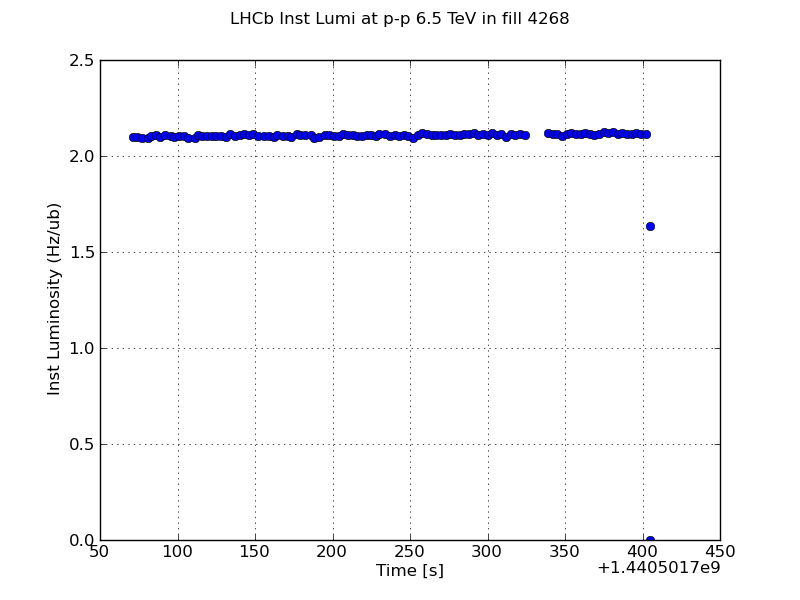 LHCb Inst Lumi at p-p 6.5 TeV in fill 4268
2.5
2.0
1.5
1.0
0.5
0.0
Inst Luminosity (Hz/ub)
50 100 150 200 250 300 350 400 450
Time [s]
+1.4405017e9